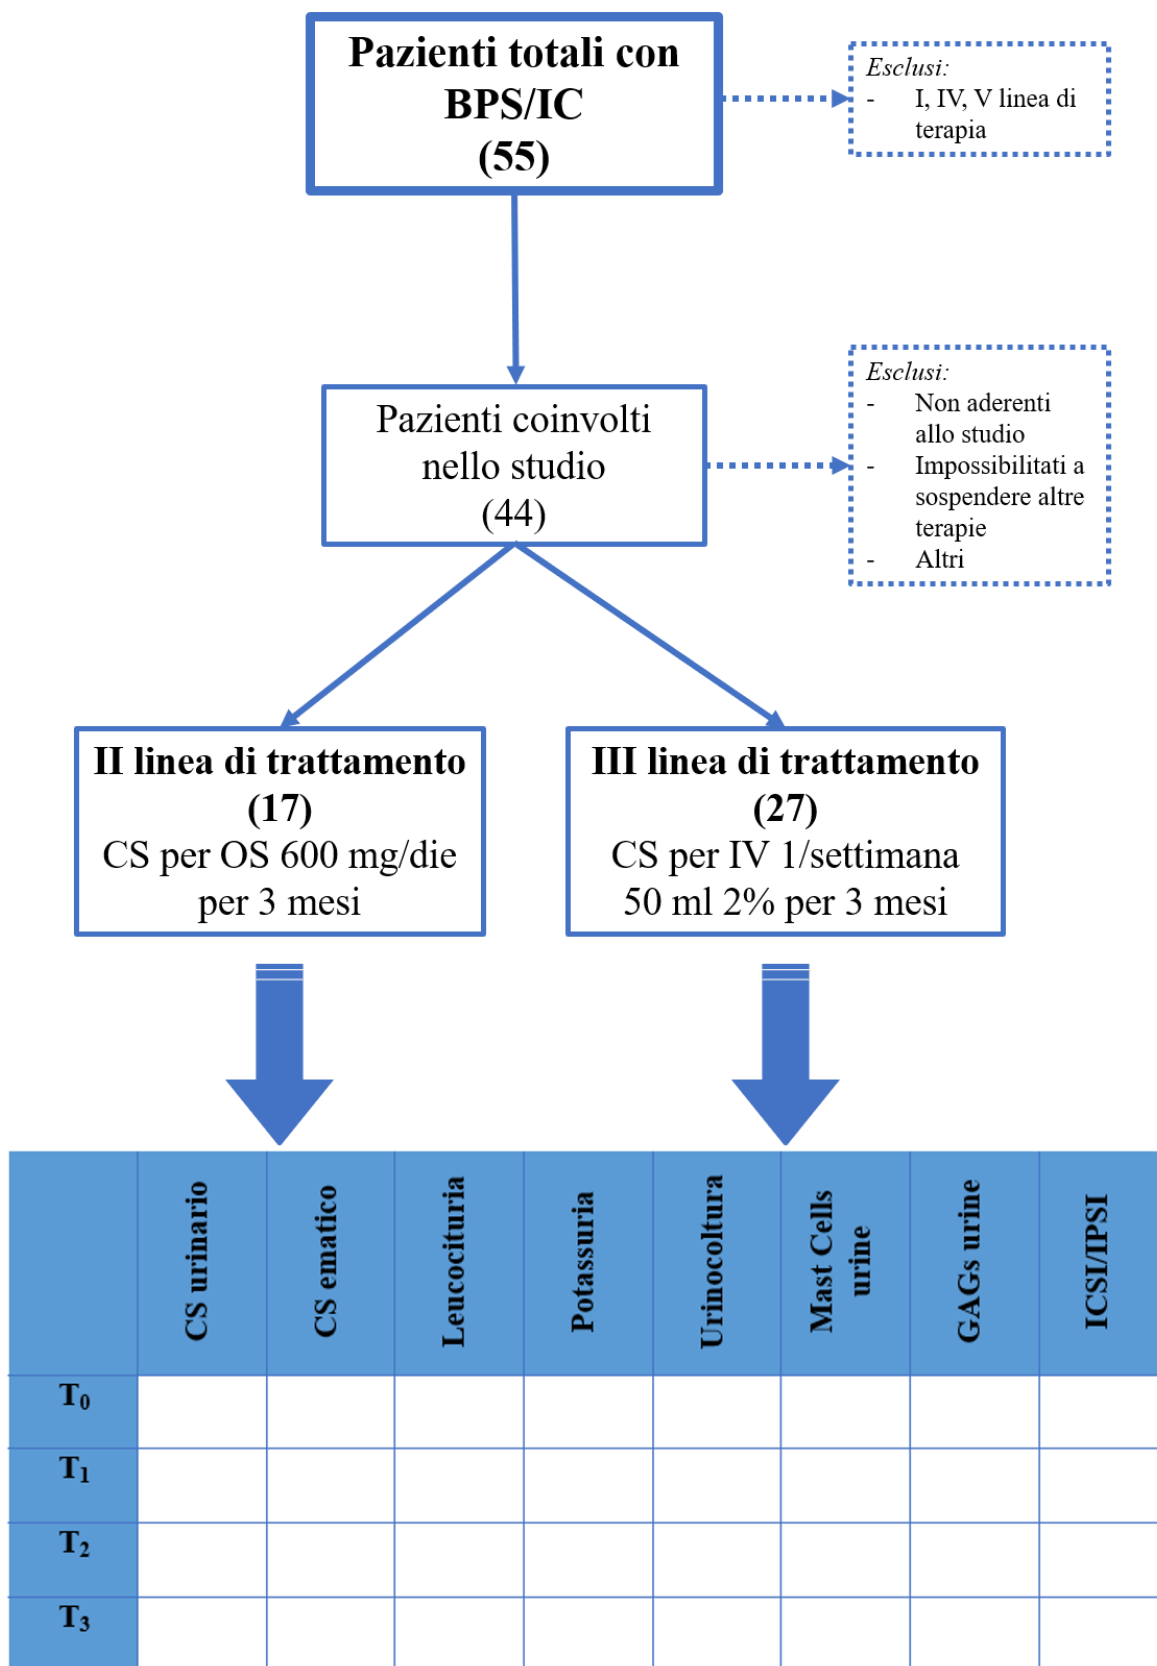 Pazienti totali con
BPS/IC
(55)
Esclusi:
- I, IV, V linea di
terapia
Pazienti coinvolti
nello studio
(44)
Esclusi:
- Non aderenti
allo studio
- Impossibilitati a
sospendere altre
terapie
- Altri
II linea di trattamento
(17)
CS per OS 600 mg/die
per 3 mesi
III linea di trattamento
(27)
CS per IV 1/settimana
50 ml 2% per 3 mesi
CS urinario
CS ematico
Leucocituria
Potassuria
Urinocoltura
Mast Cells
urine
GAGs urine
ICSI/IPSI
T₀
T₁
T₂
T₃